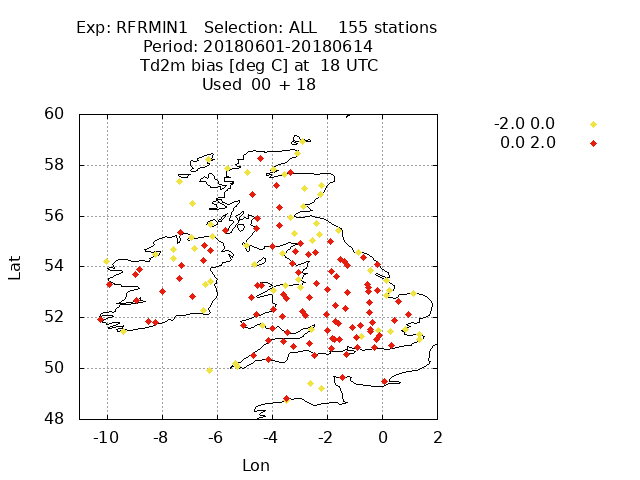 Exp: RFRMIN1 Selection: ALL 155 stations
Period: 20180601-20180614
Td2m bias [deg C] at 18 UTC
Used 00 + 18
-2.0 0.0
0.0 2.0
60
58
56
54
52
50
48
Lat
-10 -8 -6 -4 -2 0 2
Lon